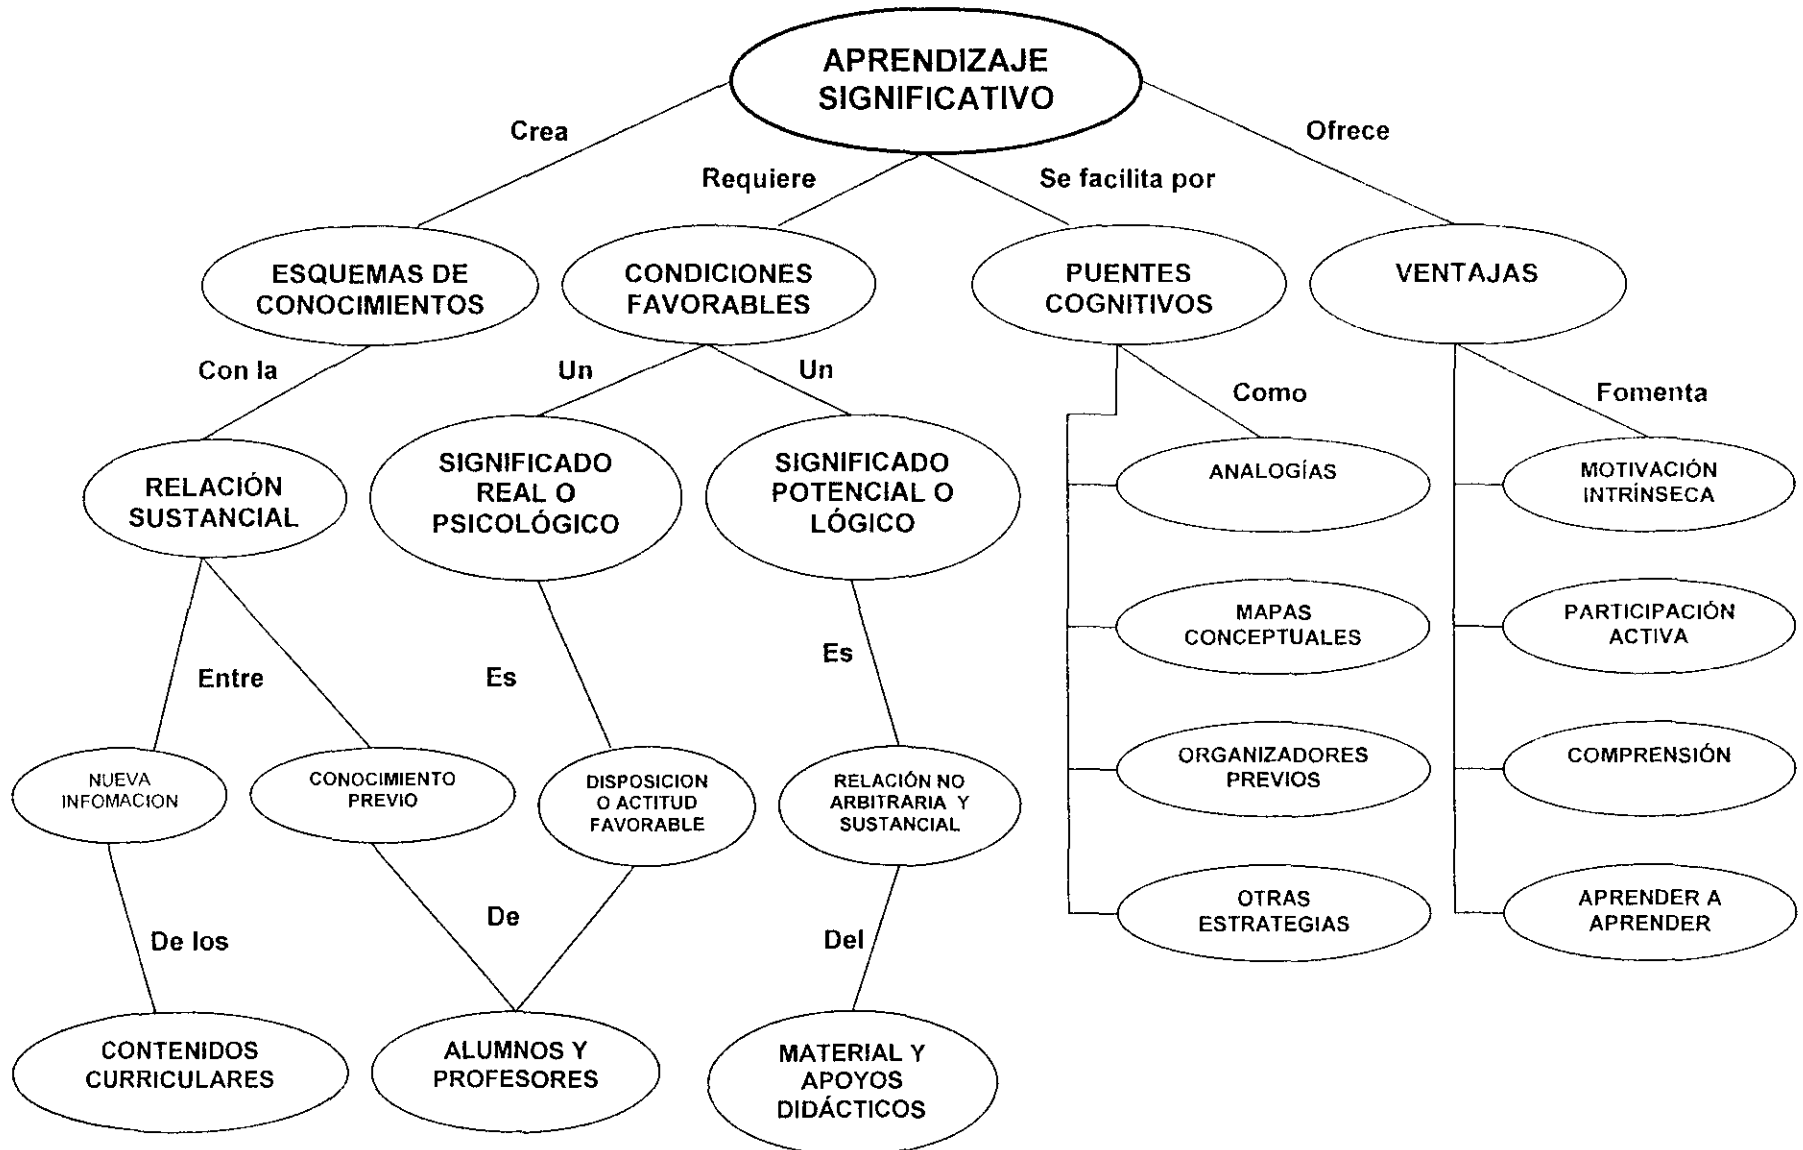 APRENDIZAJE
SIGNIFICATIVO
Crea
Ofrece
Requiere
Se facilita por
ESQUEMAS DE
CONOCIMIENTOS
CONDICIONES
FAVORABLES
PUENTES
COGNITIVOS
VENTAJAS
Con la
Un
Un
Como
Fomenta
RELACIÓN
SUSTANCIAL
SIGNIFICADO
REAL O
PSICOLÓGICO
SIGNIFICADO
POTENCIAL O
LÓGICO
ANALOGÍAS
MOTIVACIÓN
INTRÍNSECA
MAPAS
CONCEPTUALES
PARTICIPACIÓN
ACTIVA
Entre
Es
Es
NUEVA
INFOMACION
CONOCIMIENTO
PREVIO
DISPOSICION
O ACTITUD
FAVORABLE
RELACIÓN NO
ARBITRARIA Y
SUSTANCIAL
ORGANIZADORES
PREVIOS
COMPRENSIÓN
De los
De
Del
OTRAS
ESTRATEGIAS
APRENDER A
APRENDER
CONTENIDOS
CURRICULARES
ALUMNOS Y
PROFESORES
MATERIAL Y
APOYOS
DIDÁCTICOS